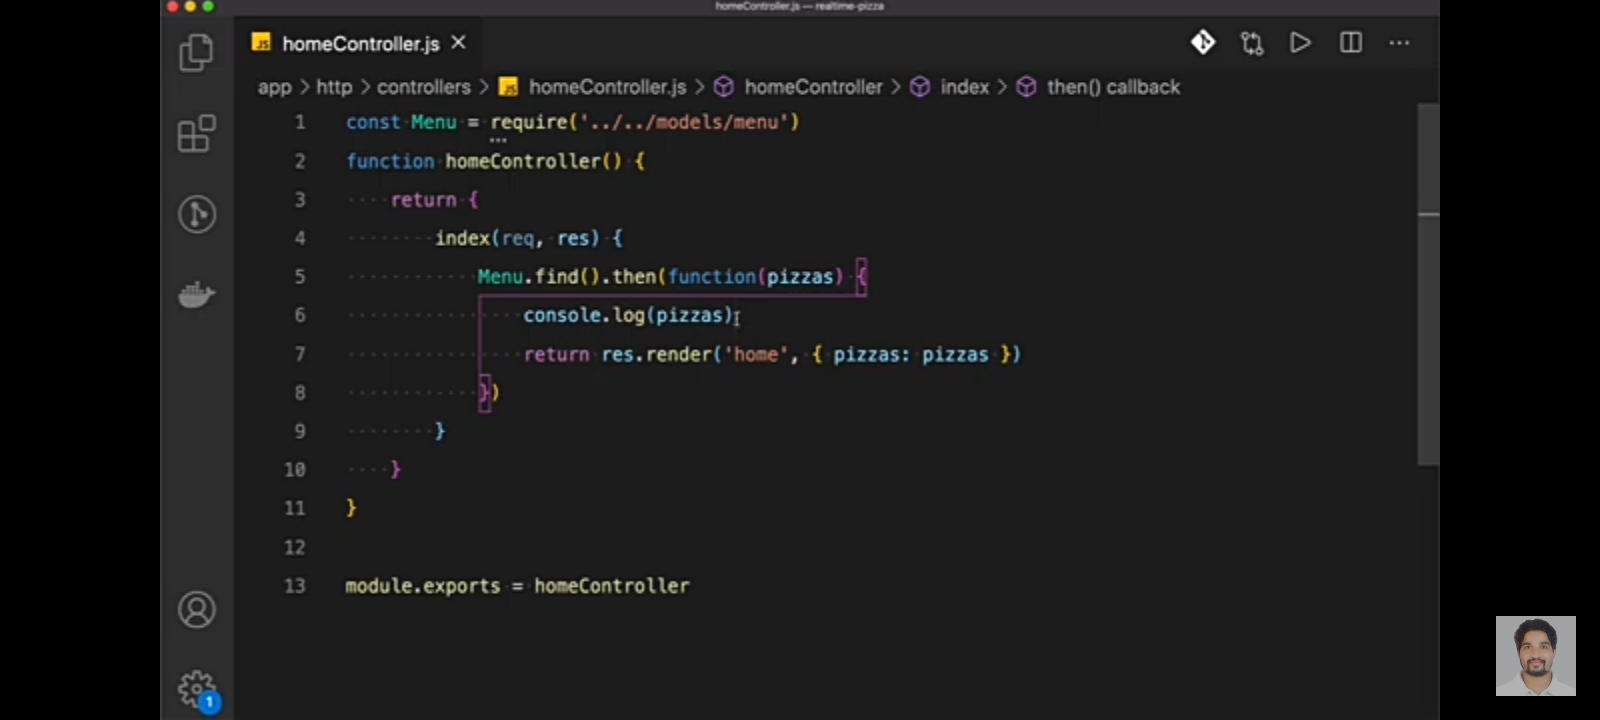 homeController.js — realtime-pizza
JS homeController.js
app > http > controllers > JS homeController.js > homeController > index > then() callback
1 const Menu = require('../../models/menu')
2 function homeController() {
3 return {
4 index(req, res) {
5 Menu.find().then(function(pizzas) {
6 console.log(pizzas)
7 return res.render('home', { pizzas: pizzas })
8 })
9 }
10 }
11 }
12
13 module.exports = homeController
1